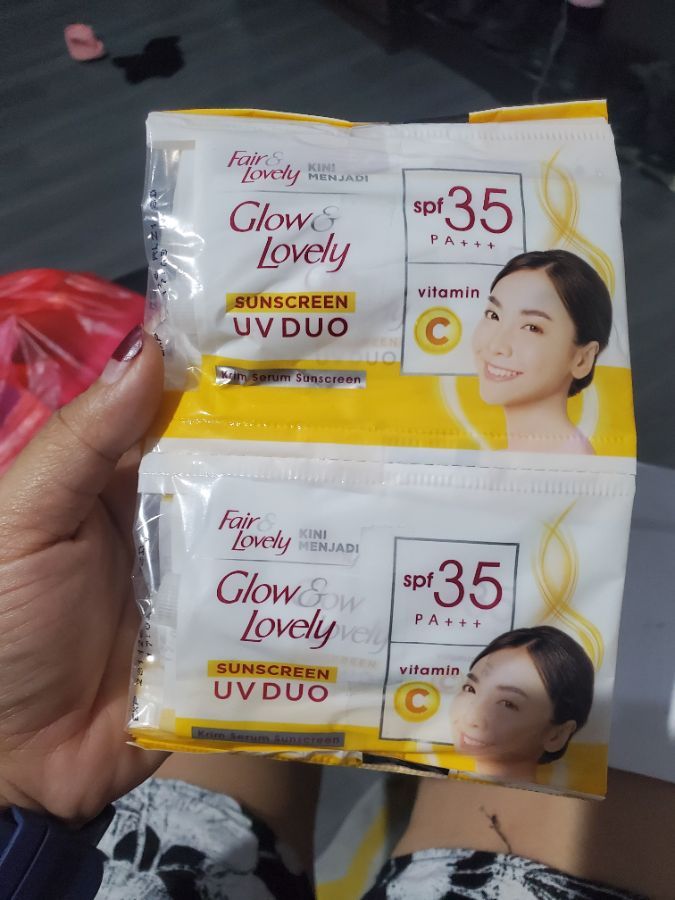 Fair &
Lovely
KINI
MENJADI
Glow &
Lovely
SUNSCREEN
UV DUO
Krim Serum Sunscreen
spf 35
PA+++
vitamin
C
Fair &
Lovely
KINI
MENJADI
Glow &
Lovely
SUNSCREEN
UV DUO
Krim Serum Sunscreen
spf 35
PA+++
vitamin
C